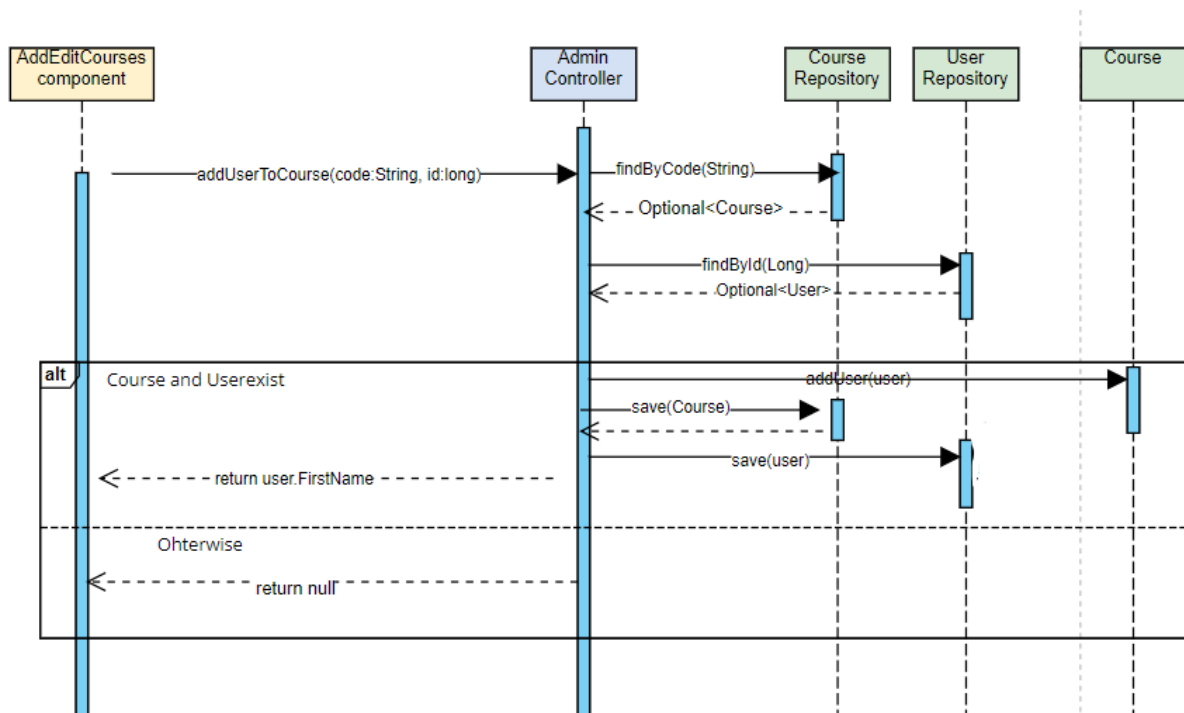 AddEditCourses
component
Admin
Controller
Course
Repository
User
Repository
Course
addUserToCourse(code:String, id:long)
findByCode(String)
Optional<Course>
findById(Long)
Optional<User>
alt
Course and Userexist
addUser(user)
save(Course)
save(user)
return user.FirstName
Ohterwise
return null